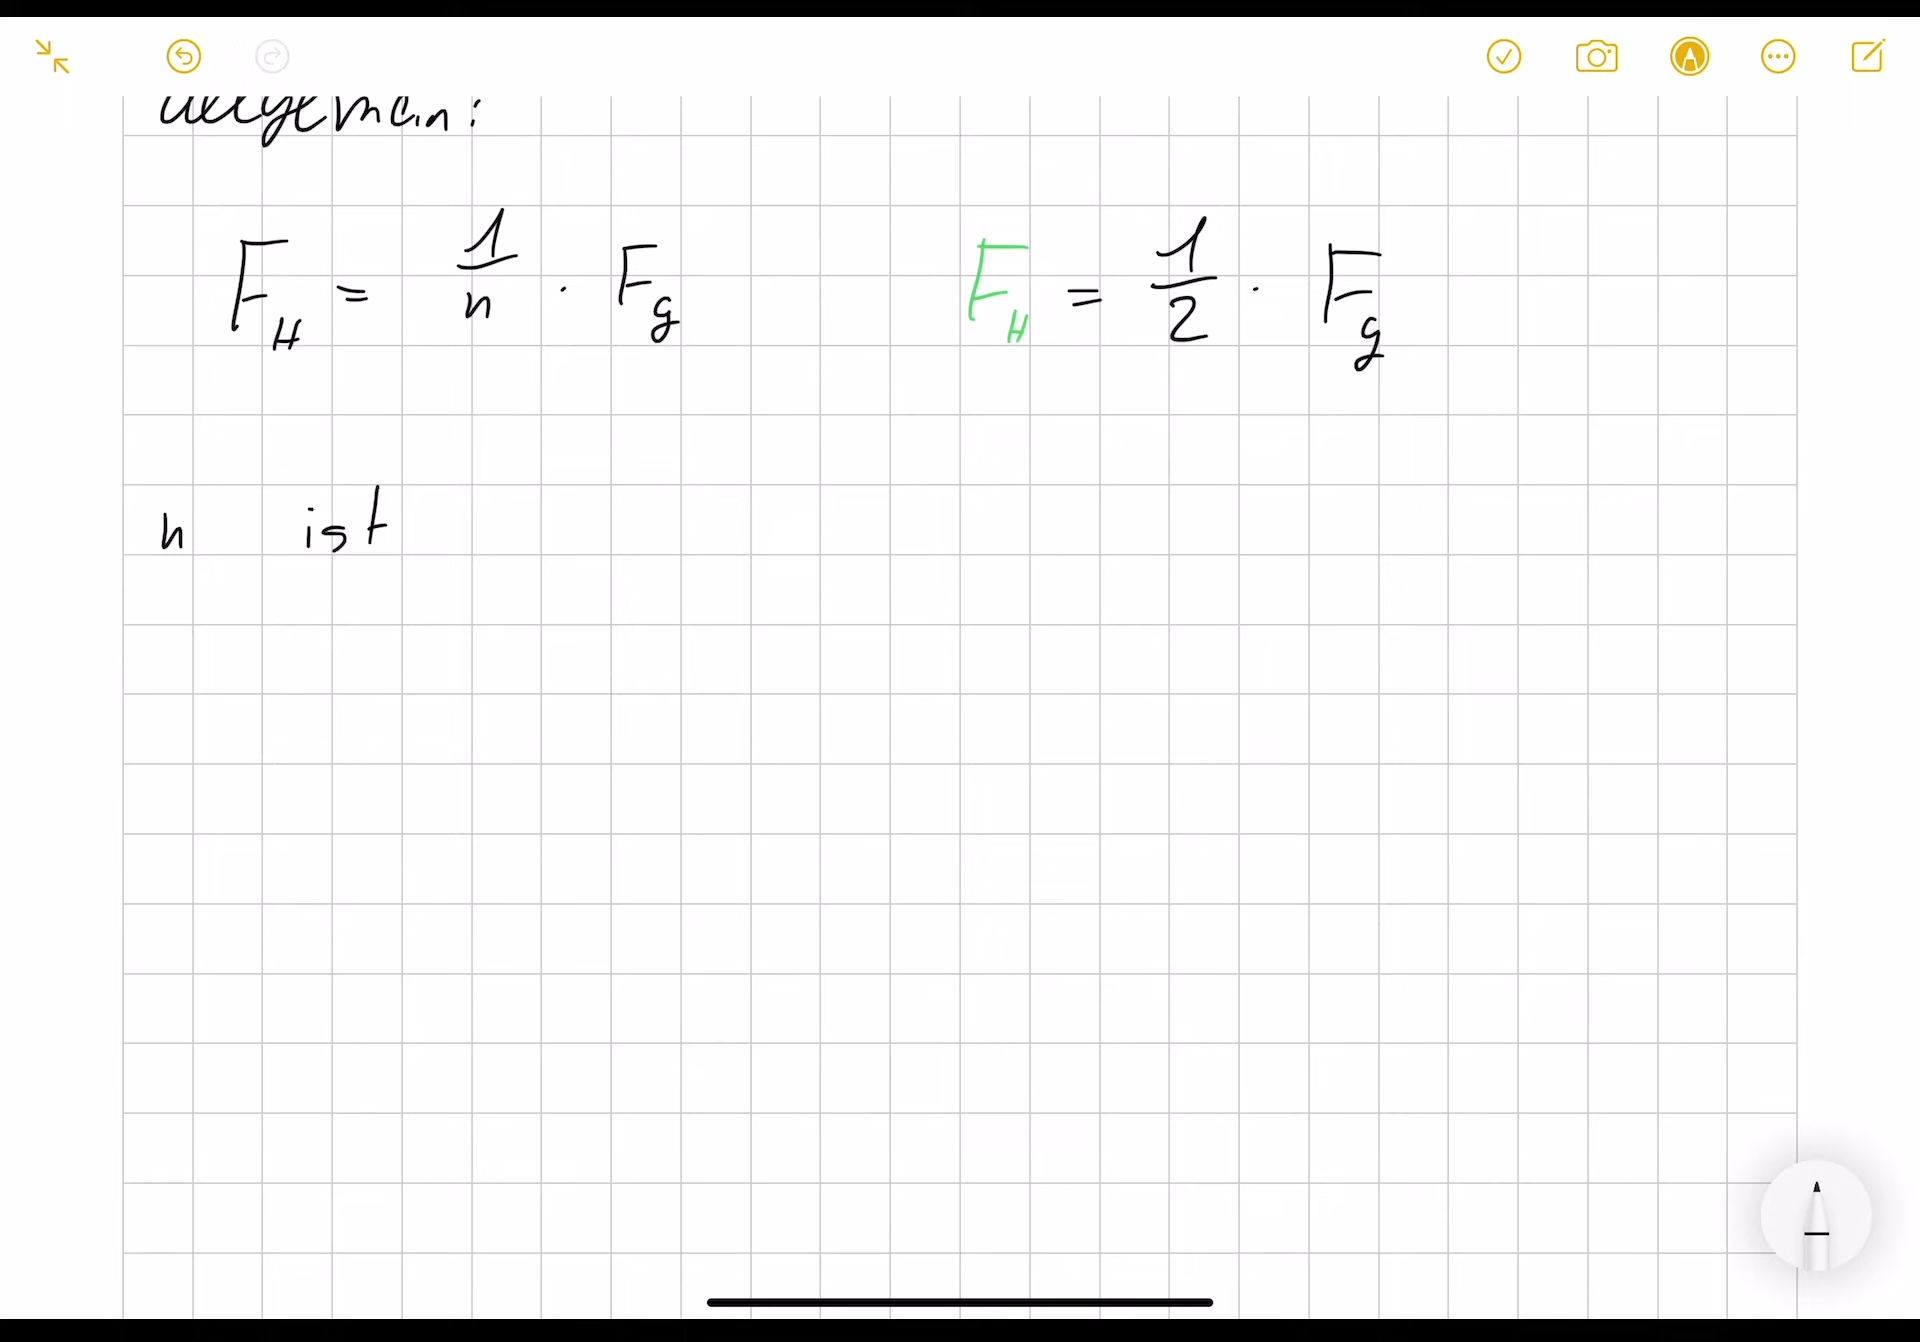 allgemein:
F_H = 1/n · F_g    F_H = 1/2 · F_g
n ist